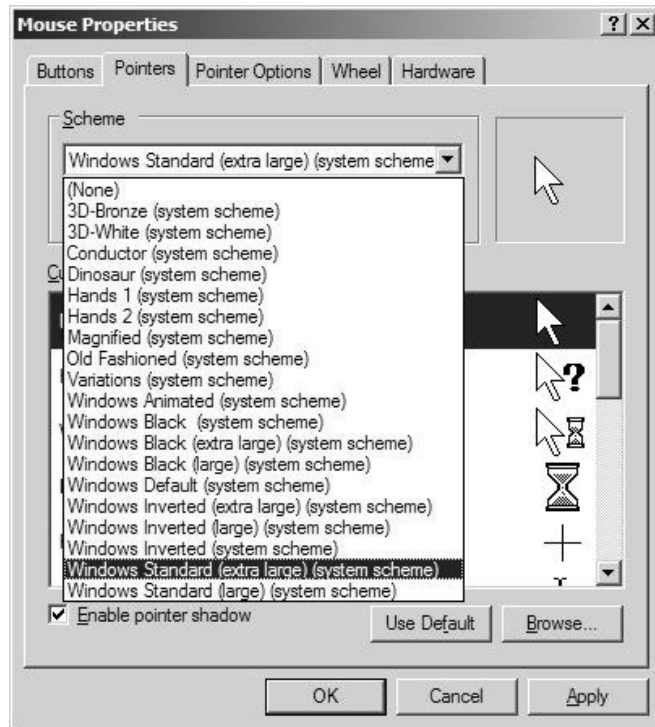 Mouse Properties
Buttons Pointers Pointer Options Wheel Hardware
Scheme
Windows Standard (extra large) (system scheme
(None)
3D-Bronze (system scheme)
3D-White (system scheme)
Conductor (system scheme)
Dinosaur (system scheme)
Hands 1 (system scheme)
Hands 2 (system scheme)
Magnified (system scheme)
Old Fashioned (system scheme)
Variations (system scheme)
Windows Animated (system scheme)
Windows Black (system scheme)
Windows Black (extra large) (system scheme)
Windows Black (large) (system scheme)
Windows Default (system scheme)
Windows Inverted (extra large) (system scheme)
Windows Inverted (large) (system scheme)
Windows Inverted (system scheme)
Windows Standard (extra large) (system scheme)
Windows Standard (large) (system scheme)
Enable pointer shadow
Use Default Browse...
OK Cancel Apply